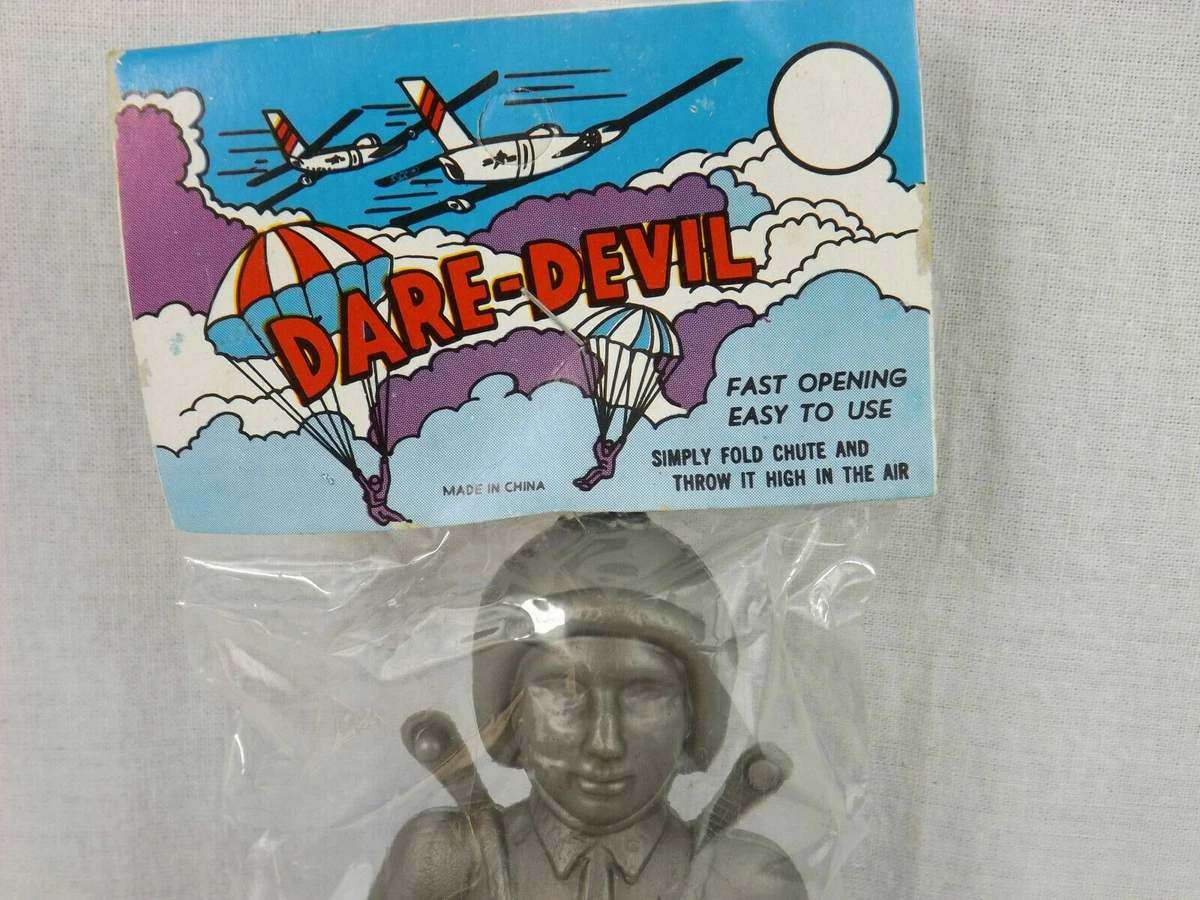 DARE-DEVIL
FAST OPENING
EASY TO USE
SIMPLY FOLD CHUTE AND
THROW IT HIGH IN THE AIR
MADE IN CHINA